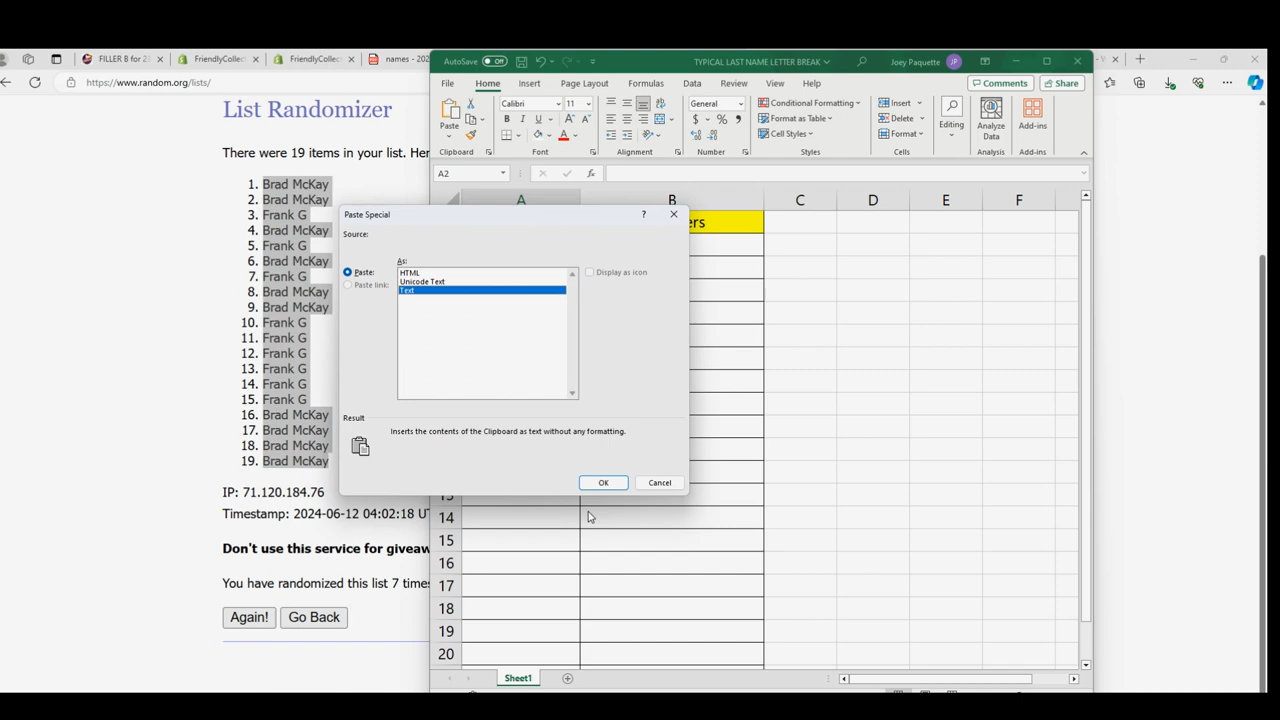 FILLER B for 23
FriendlyCollec
FriendlyCollec
names - 202
https://www.random.org/lists/
List Randomizer
There were 19 items in your list. Her
1. Brad McKay
2. Brad McKay
3. Frank G
4. Brad McKay
5. Frank G
6. Brad McKay
7. Frank G
8. Brad McKay
9. Brad McKay
10. Frank G
11. Frank G
12. Frank G
13. Frank G
14. Frank G
15. Frank G
16. Brad McKay
17. Brad McKay
18. Brad McKay
19. Brad McKay
IP: 71.120.184.76
Timestamp: 2024-06-12 04:02:18 UT
Don't use this service for giveaw
You have randomized this list 7 times
Again! Go Back
AutoSave Off TYPICAL LAST NAME LETTER BREAK Joey Paquette JP
File Home Insert Page Layout Formulas Data Review View Help Comments Share
Paste
Clipboard
Calibri 11
B I U A A
Font
Alignment
General
$ % 9
Number
Conditional Formatting
Format as Table
Cell Styles
Styles
Insert
Delete
Format
Cells
Editing
Analyze
Data
Analysis
Add-ins
Add-ins
A2 fx
A B C D E F
ers
13
14
15
16
17
18
19
20
Sheet1
Paste Special ?
Source:
As:
Paste:
Paste link:
HTML
Unicode Text
Text
Display as icon
Result
Inserts the contents of the Clipboard as text without any formatting.
OK Cancel